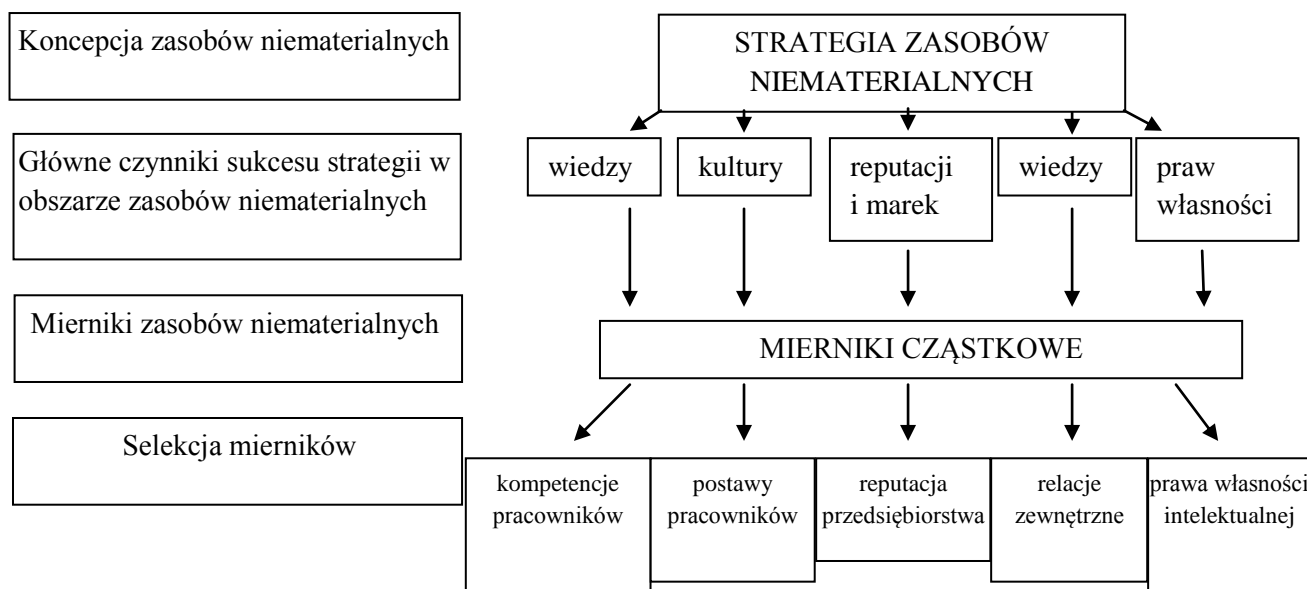 Koncepcja zasobów niematerialnych
STRATEGIA ZASOBÓW
NIEMATERIALNYCH
Główne czynniki sukcesu strategii w
obszarze zasobów niematerialnych
wiedzy
kultury
reputacji
i marek
wiedzy
praw
własności
Mierniki zasobów niematerialnych
MIERNIKI CZĄSTKOWE
Selekcja mierników
kompetencje
pracowników
postawy
pracowników
reputacja
przedsiębiorstwa
relacje
zewnętrzne
prawa własności
intelektualnej